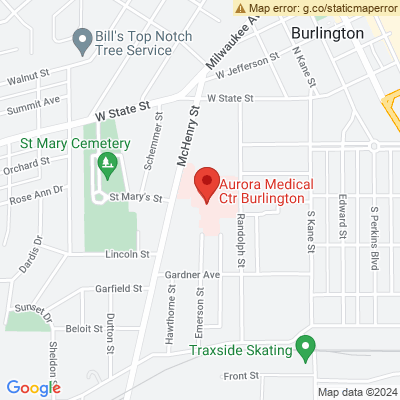 Map error: g.co/staticmaperror
Bill's Top Notch
Tree Service
Milwaukee Ave
Burlington
Walnut St
W Jefferson St
N Kane St
Summit Ave
W State St
W State St
McHenry St
Schemmer St
St Mary Cemetery
Orchard St
Aurora Medical
Ctr Burlington
Rose Ann Dr
St Mary's St
Edward St
S Perkins Blvd
S Kane St
Randolph St
Dardis Dr
Lincoln St
Gardner Ave
Garfield St
Sunset Dr
Hawthorne St
Emerson St
Beloit St
Dutton St
Traxside Skating
Sheldon
Front St
Google
Map data ©2024